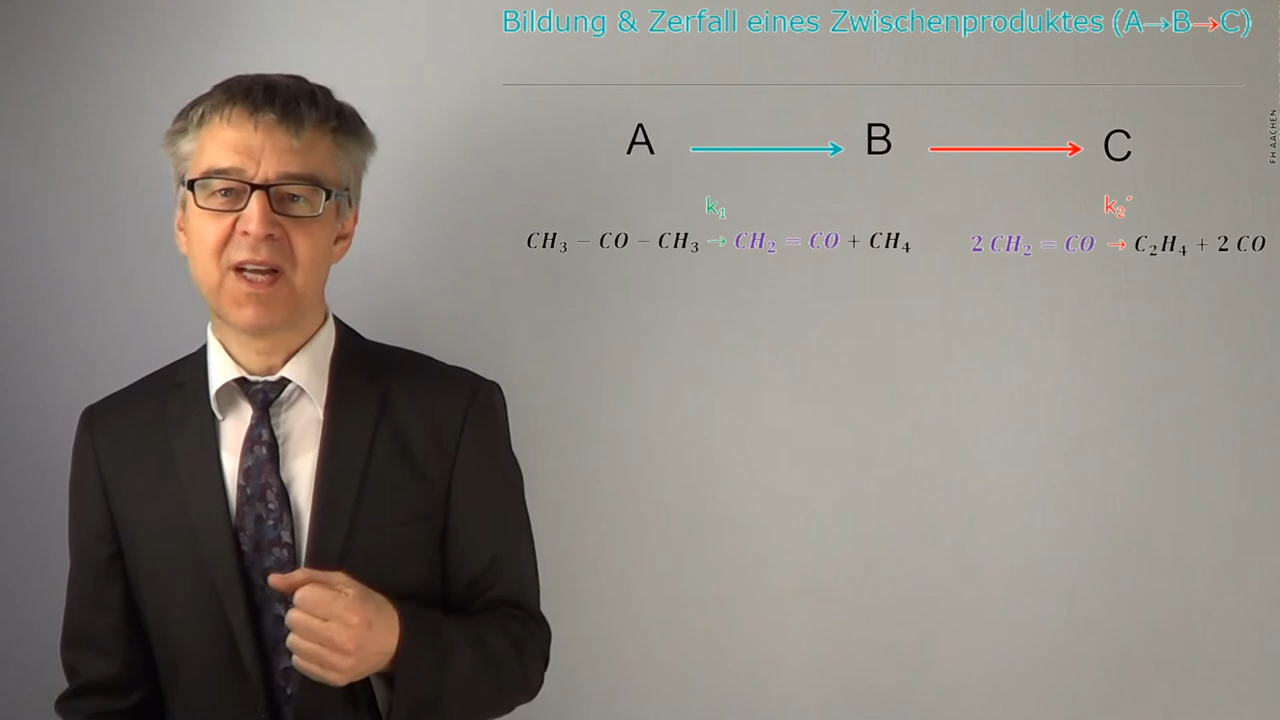 Bildung & Zerfall eines Zwischenproduktes (A→B→C)
FH AACHEN
A → B → C
k₁ k₂´
CH₃ − CO − CH₃ → CH₂ = CO + CH₄ 2 CH₂ = CO → C₂H₄ + 2 CO